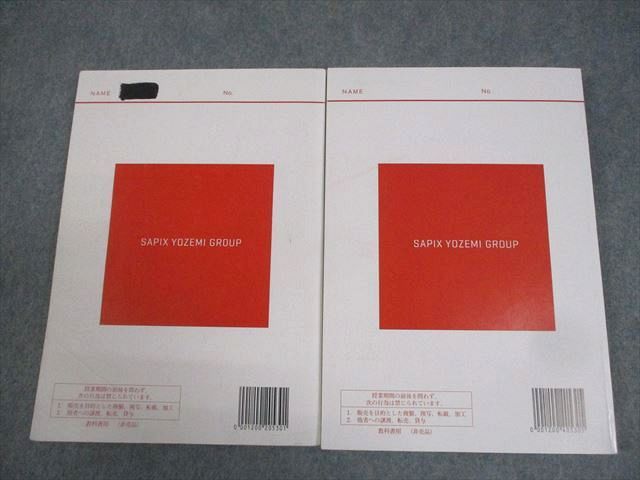 NAME No.
SAPIX YOZEMI GROUP
授業期間の前後を問わず、
次の行為は禁じられています。
1. 販売を目的とした複製、複写、転載、加工
2. 他者への譲渡、転売、貸与
教科書用 (非売品)
0 001200 205301
NAME No.
SAPIX YOZEMI GROUP
授業期間の前後を問わず、
次の行為は禁じられています。
1. 販売を目的とした複製、複写、転載、加工
2. 他者への譲渡、転売、貸与
教科書用 (非売品)